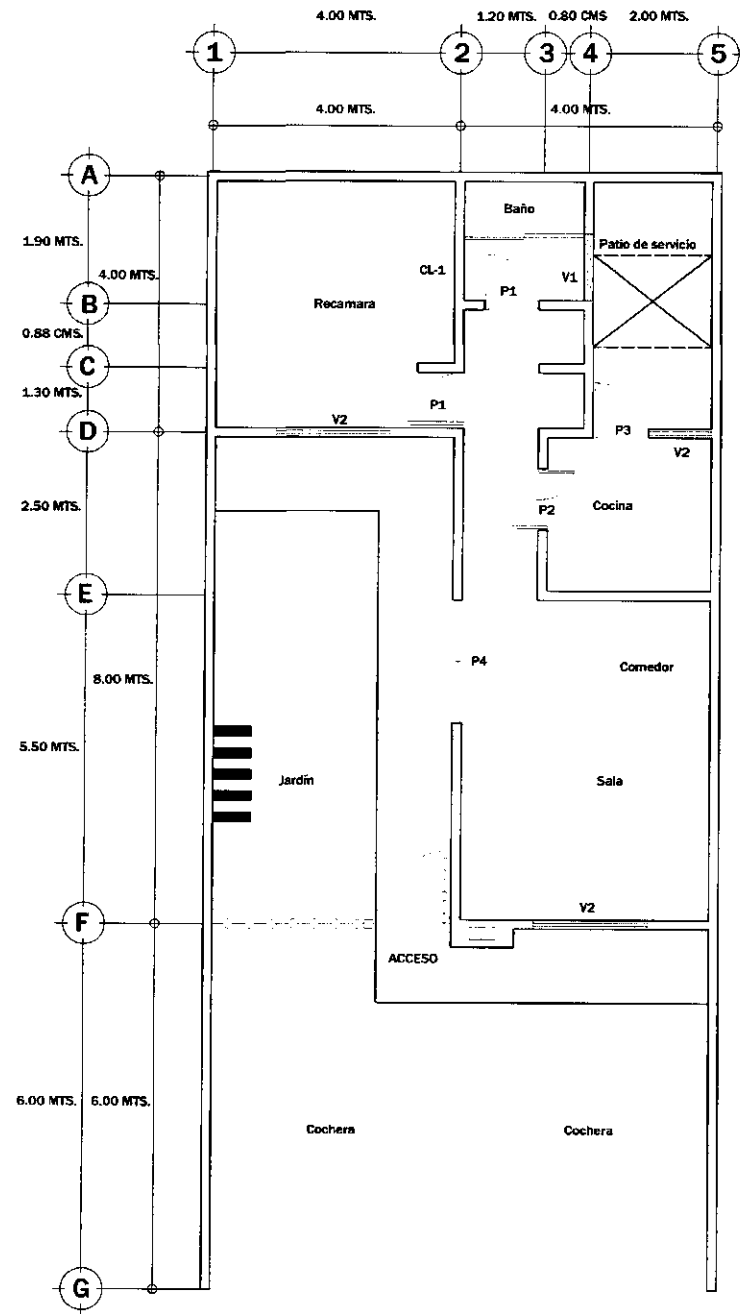 4.00 MTS. 1.20 MTS. 0.80 CMS 2.00 MTS.
1 2 3 4 5
4.00 MTS. 4.00 MTS.
A
Baño
1.90 MTS.
Patio de servicio
4.00 MTS.
CL-1
V1
P1
B
Recamara
0.88 CMS.
C
1.30 MTS.
P1
V2
D
P3
V2
2.50 MTS.
P2
Cocina
E
P4
Comedor
8.00 MTS.
5.50 MTS.
Jardín
Sala
V2
F
ACCESO
6.00 MTS. 6.00 MTS.
Cochera Cochera
G